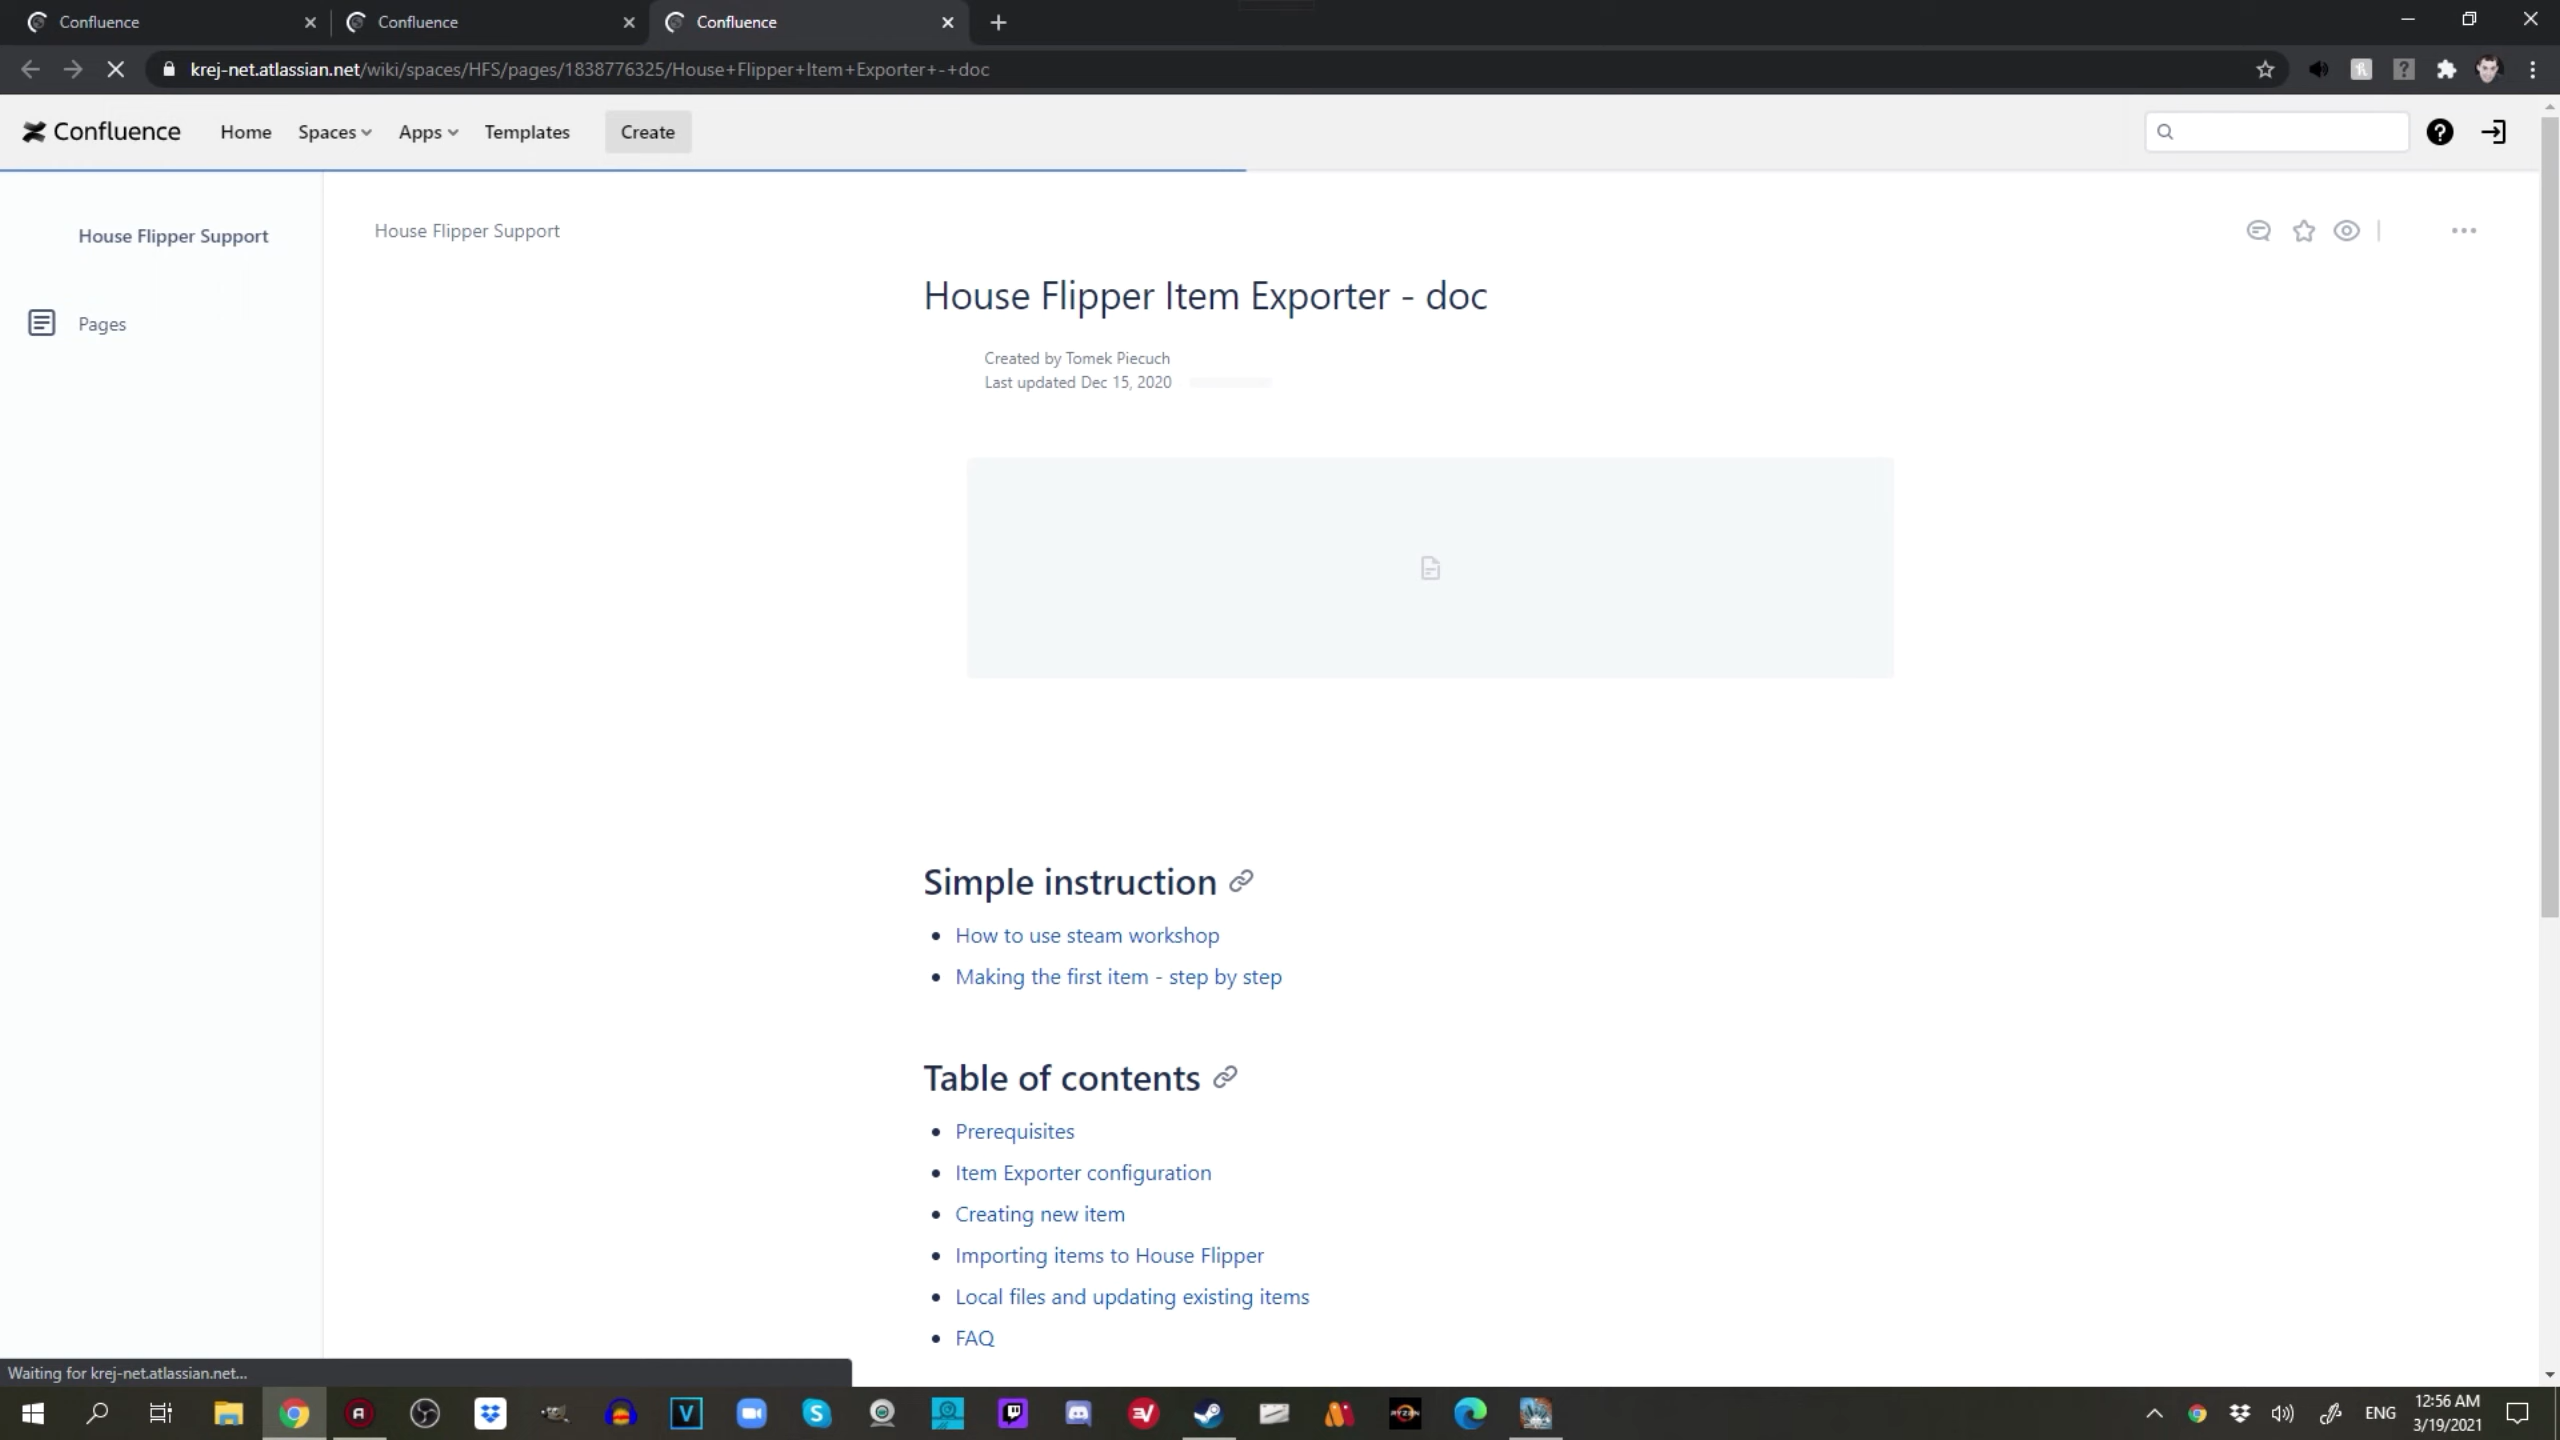 Confluence
Confluence
Confluence
krej-net.atlassian.net/wiki/spaces/HFS/pages/1838776325/House+Flipper+Item+Exporter+-+doc
Confluence
Home
Spaces
Apps
Templates
Create
House Flipper Support
Pages
House Flipper Support
House Flipper Item Exporter - doc
Created by Tomek Piecuch
Last updated Dec 15, 2020
Simple instruction
How to use steam workshop
Making the first item - step by step
Table of contents
Prerequisites
Item Exporter configuration
Creating new item
Importing items to House Flipper
Local files and updating existing items
FAQ
Waiting for krej-net.atlassian.net...
RYZEN
ENG
12:56 AM
3/19/2021